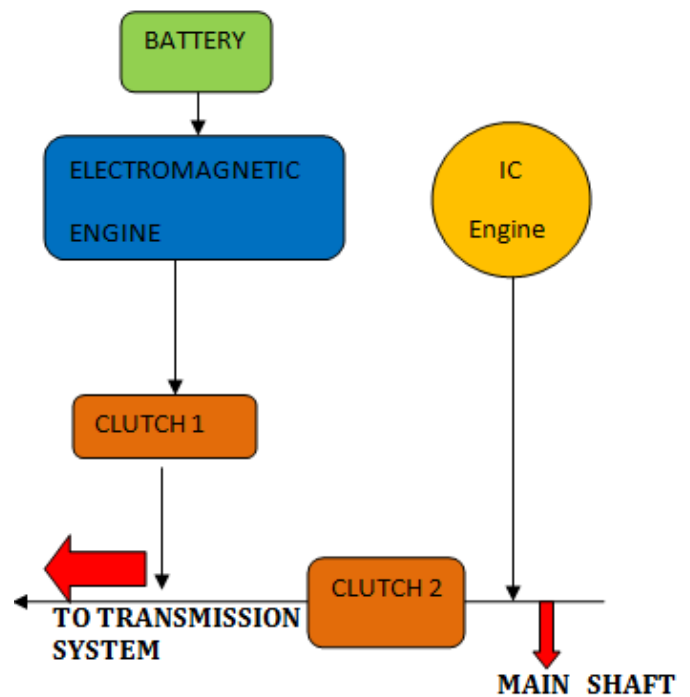 BATTERY
ELECTROMAGNETIC
ENGINE
IC
Engine
CLUTCH 1
CLUTCH 2
TO TRANSMISSION
SYSTEM
MAIN SHAFT